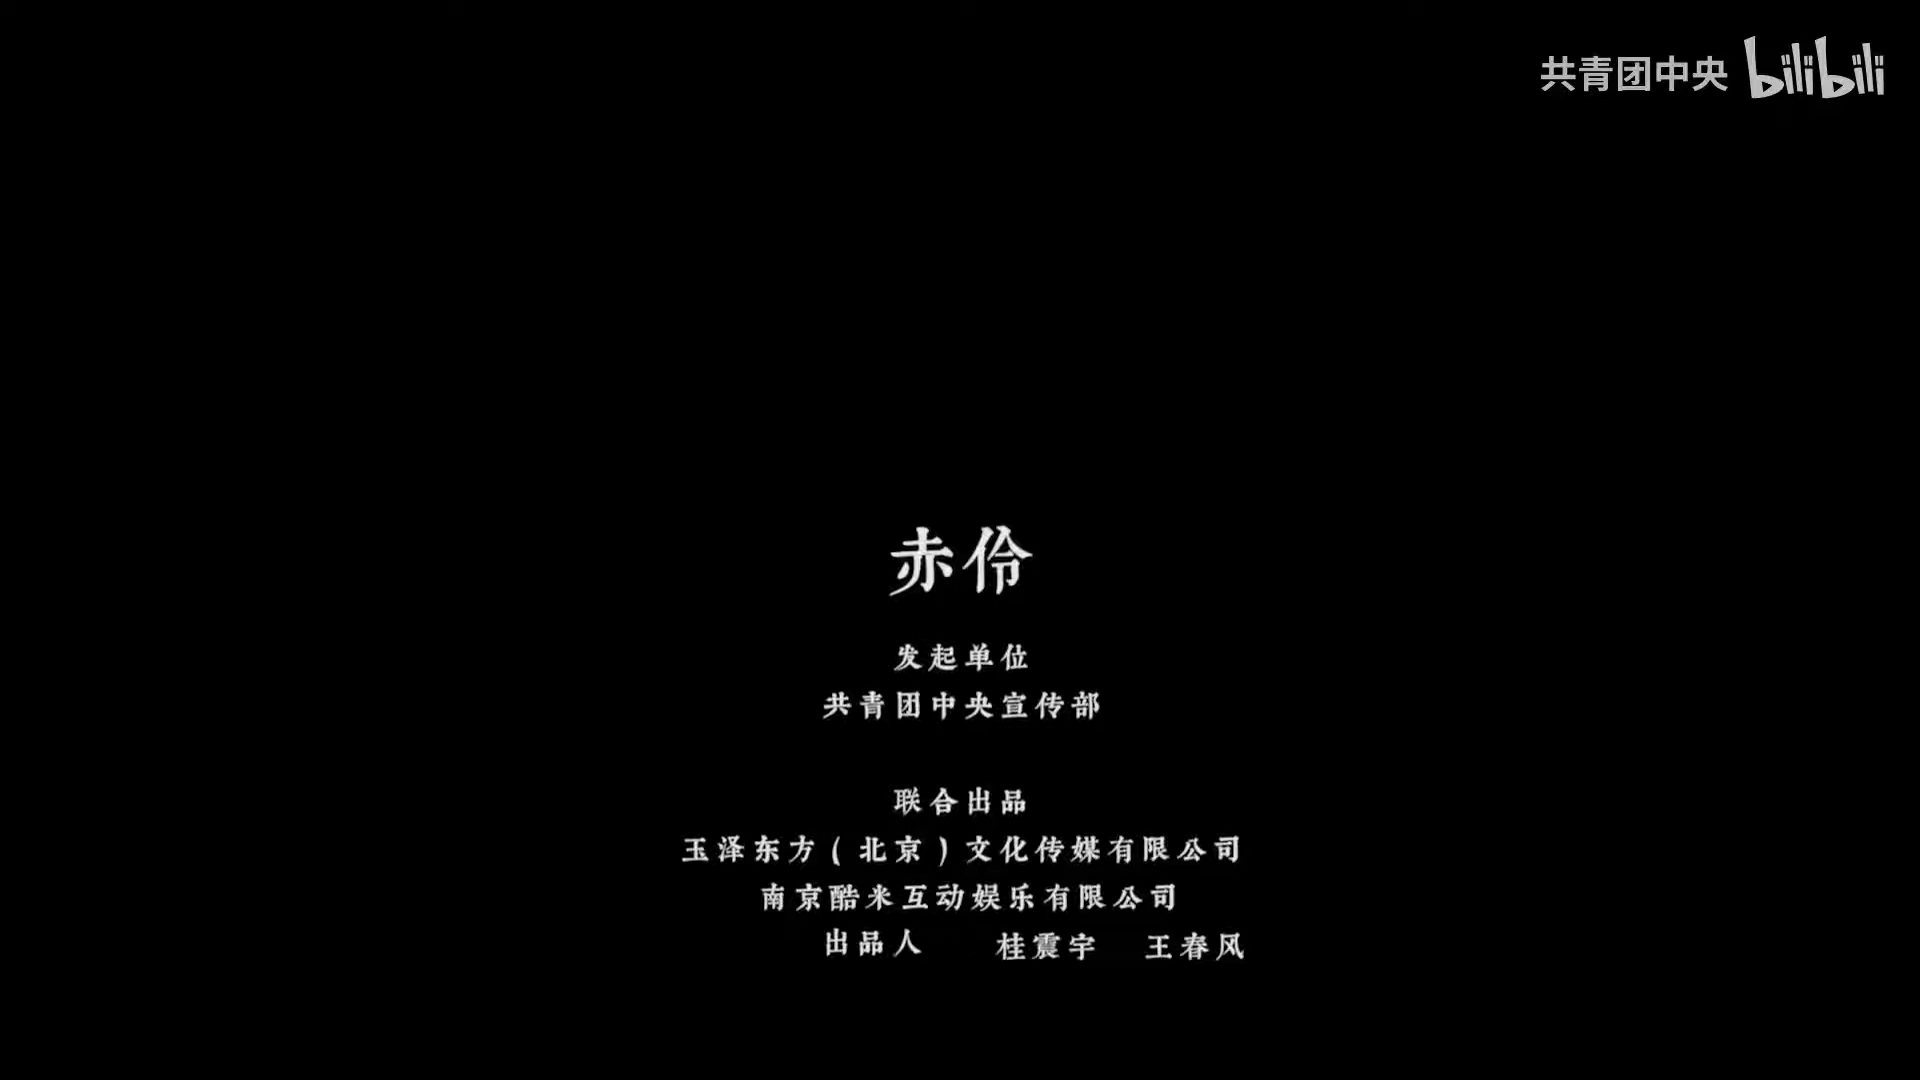 共青团中央 bilibili
赤伶
发起单位
共青团中央宣传部
联合出品
玉泽东方(北京)文化传媒有限公司
南京酷米互动娱乐有限公司
出品人 桂震宇 王春风